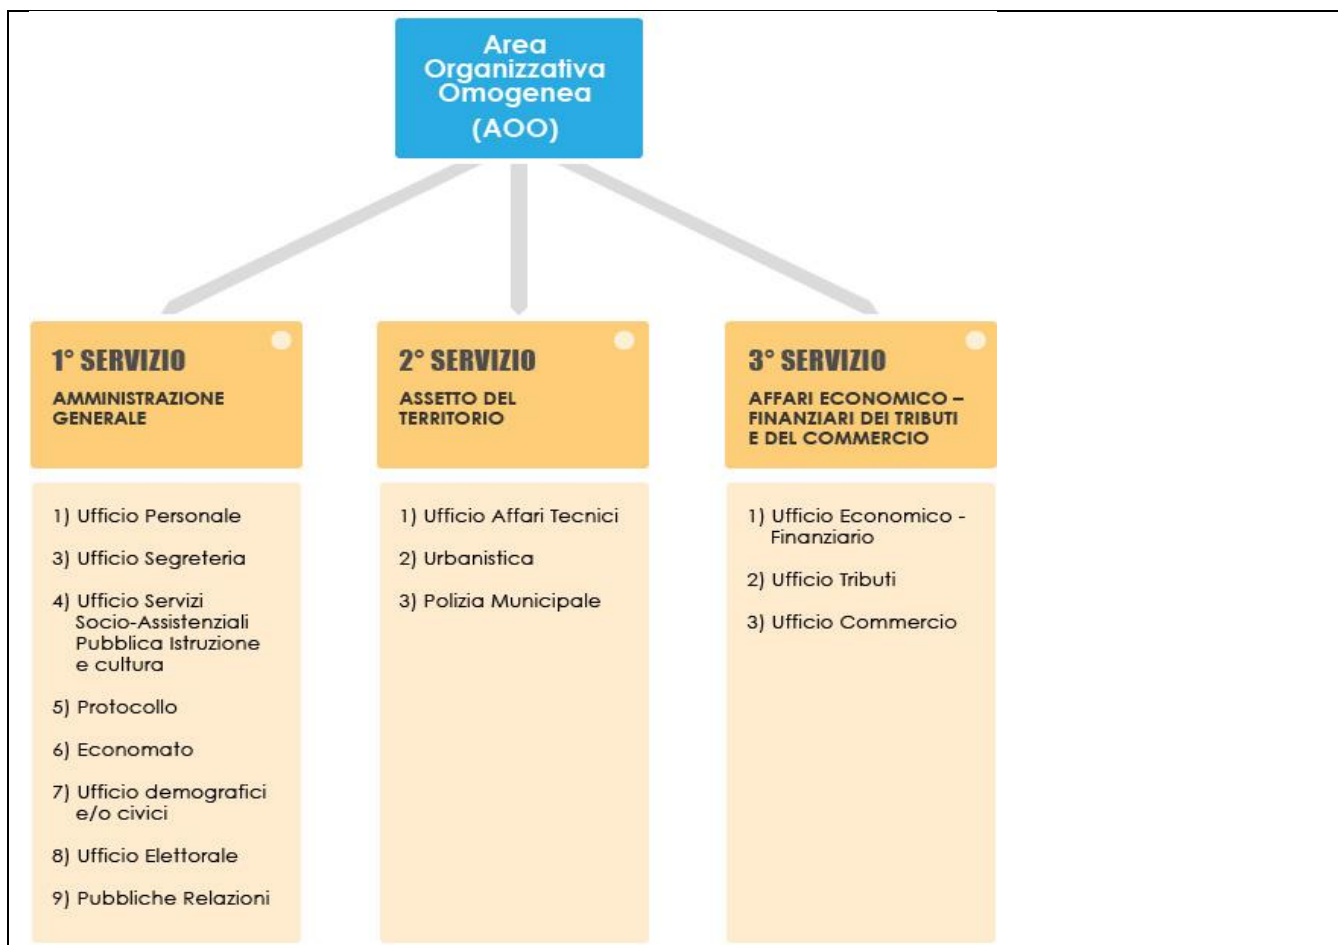 Area
Organizzativa
Omogenea
(AOO)
1° SERVIZIO
AMMINISTRAZIONE
GENERALE
1) Ufficio Personale
3) Ufficio Segreteria
4) Ufficio Servizi
Socio-Assistenziali
Pubblica Istruzione
e cultura
5) Protocollo
6) Economato
7) Ufficio demografici
e/o civici
8) Ufficio Elettorale
9) Pubbliche Relazioni
2° SERVIZIO
ASSETTO DEL
TERRITORIO
1) Ufficio Affari Tecnici
2) Urbanistica
3) Polizia Municipale
3° SERVIZIO
AFFARI ECONOMICO –
FINANZIARI DEI TRIBUTI
E DEL COMMERCIO
1) Ufficio Economico -
Finanziario
2) Ufficio Tributi
3) Ufficio Commercio